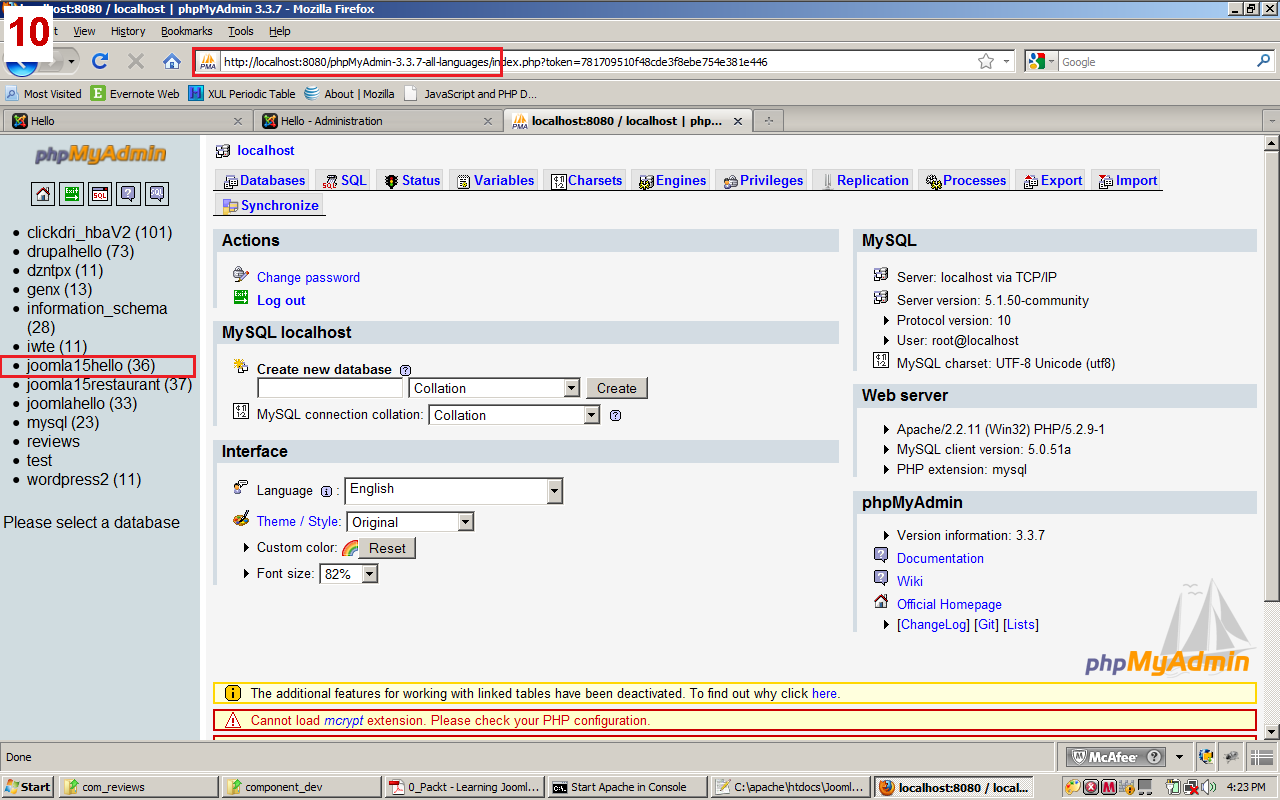 localhost:8080 / localhost | phpMyAdmin 3.3.7 - Mozilla Firefox
10
View History Bookmarks Tools Help
http://localhost:8080/phpMyAdmin-3.3.7-all-languages/index.php?token=781709510f48cde3f8ebe754e381e446
Google
Most Visited Evernote Web XUL Periodic Table About | Mozilla JavaScript and PHP D...
Hello
Hello - Administration
localhost:8080 / localhost | php...
phpMyAdmin
clickdri_hbaV2 (101)
drupalhello (73)
dzntpx (11)
genx (13)
information_schema
(28)
iwte (11)
joomla15hello (36)
joomla15restaurant (37)
joomlahello (33)
mysql (23)
reviews
test
wordpress2 (11)
Please select a database
localhost
Databases SQL Status Variables Charsets Engines Privileges Replication Processes Export Import
Synchronize
Actions
Change password
Log out
MySQL localhost
Create new database
Collation
Create
MySQL connection collation: Collation
Interface
Language : English
Theme / Style: Original
Custom color: Reset
Font size: 82%
MySQL
Server: localhost via TCP/IP
Server version: 5.1.50-community
Protocol version: 10
User: root@localhost
MySQL charset: UTF-8 Unicode (utf8)
Web server
Apache/2.2.11 (Win32) PHP/5.2.9-1
MySQL client version: 5.0.51a
PHP extension: mysql
phpMyAdmin
Version information: 3.3.7
Documentation
Wiki
Official Homepage
[ChangeLog] [Git] [Lists]
phpMyAdmin
The additional features for working with linked tables have been deactivated. To find out why click here.
Cannot load mcrypt extension. Please check your PHP configuration.
Done
McAfee
Start
com_reviews
component_dev
0_Packt - Learning Jooml...
Start Apache in Console
C:\apache\htdocs\Jooml...
localhost:8080 / local...
4:23 PM